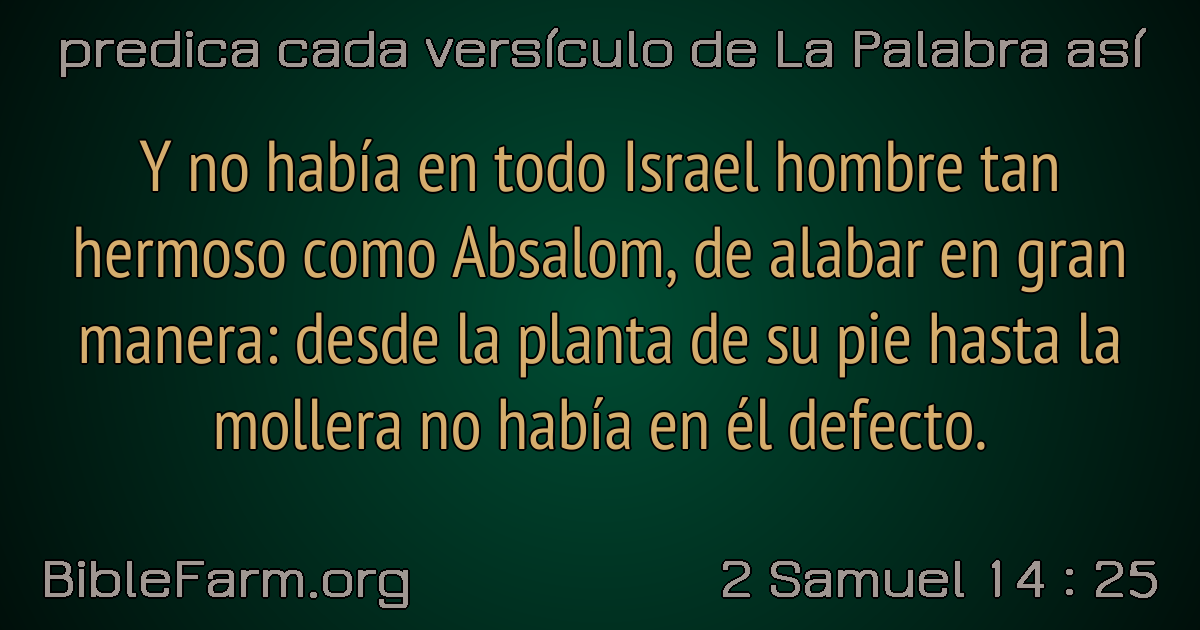 predica cada versículo de La Palabra así
Y no había en todo Israel hombre tan
hermoso como Absalom, de alabar en gran
manera: desde la planta de su pie hasta la
mollera no había en él defecto.
BibleFarm.org
2 Samuel 14 : 25